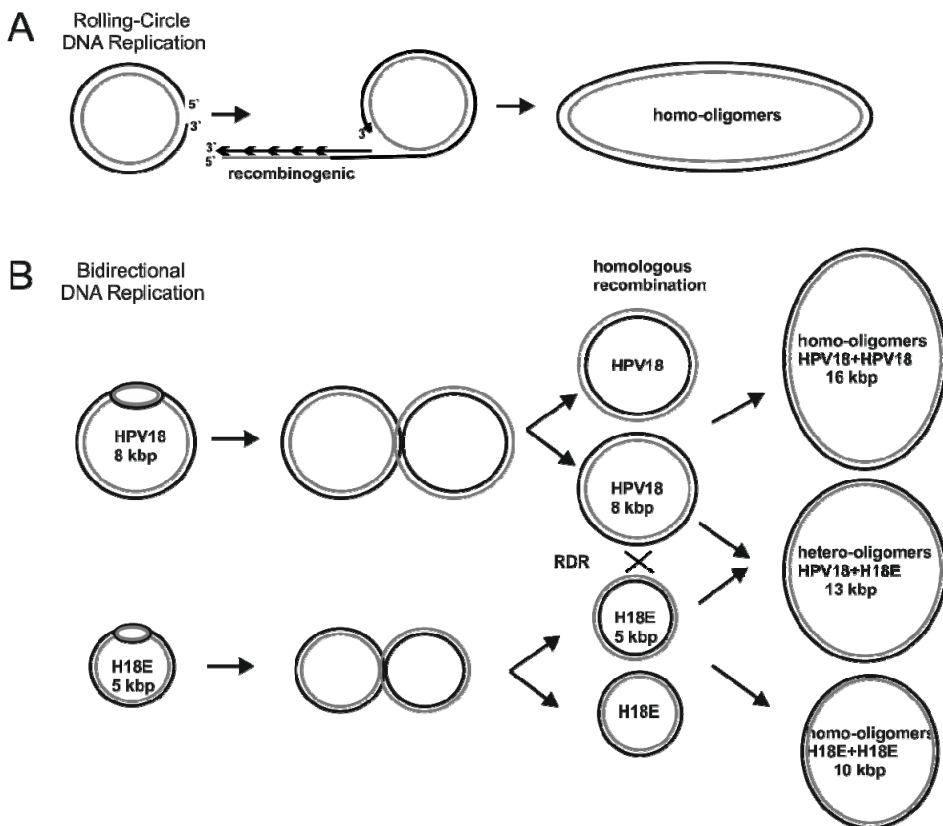 A
Rolling-Circle
DNA Replication
5`
3`
3`
3`
5`
recombinogenic
homo-oligomers
B
Bidirectional
DNA Replication
homologous
recombination
HPV18
8 kbp
HPV18
HPV18
8 kbp
homo-oligomers
HPV18+HPV18
16 kbp
RDR
hetero-oligomers
HPV18+H18E
13 kbp
H18E
5 kbp
H18E
5 kbp
H18E
homo-oligomers
H18E+H18E
10 kbp